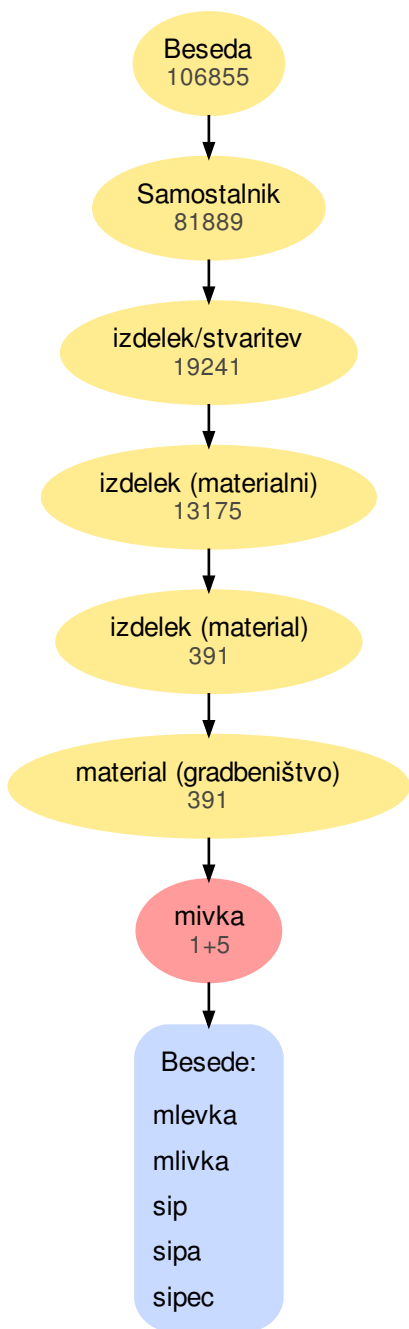 Beseda
106855
Samostalnik
81889
izdelek/stvaritev
19241
izdelek (materialni)
13175
izdelek (material)
391
material (gradbeništvo)
391
mivka
1+5
Besede:
mlevka
mlivka
sip
sipa
sipec